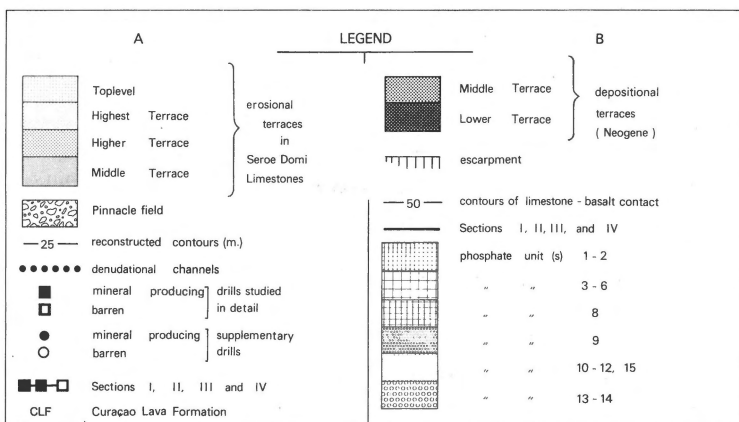 LEGEND
A
Toplevel
Highest Terrace
Higher Terrace
Middle Terrace
erosional
terraces
in
Seroe Domi
Limestones
Pinnacle field
—25— reconstructed contours (m.)
denudational channels
mineral producing
barren
drills studied
in detail
mineral producing
barren
supplementary
drills
Sections I, II, III and IV
CLF Curaçao Lava Formation
B
Middle Terrace
Lower Terrace
depositional
terraces
( Neogene )
escarpment
—50— contours of limestone - basalt contact
Sections I, II, III, and IV
phosphate unit (s) 1 - 2
„ „ 3 - 6
„ „ 8
„ „ 9
„ „ 10 - 12, 15
„ „ 13 - 14